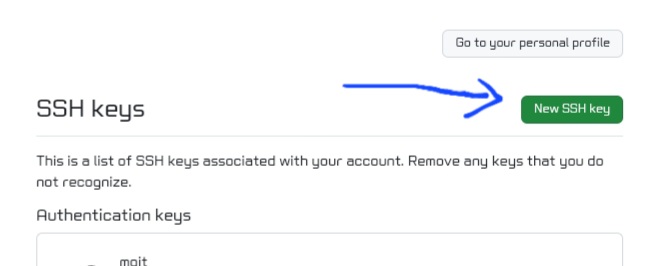 Go to your personal profile
SSH keys
New SSH key
This is a list of SSH keys associated with your account. Remove any keys that you do
not recognize.
Authentication keys
mgit